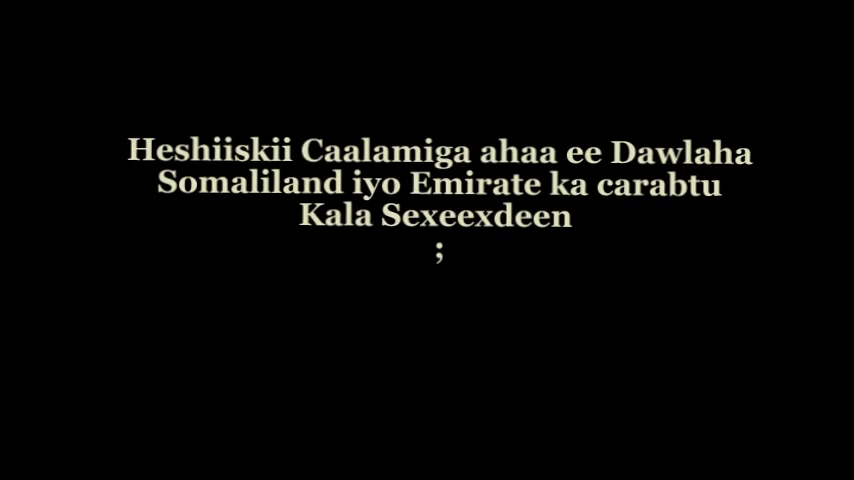 Heshiiskii Caalamiga ahaa ee Dawlaha
Somaliland iyo Emirate ka carabtu
Kala Sexeexdeen
;